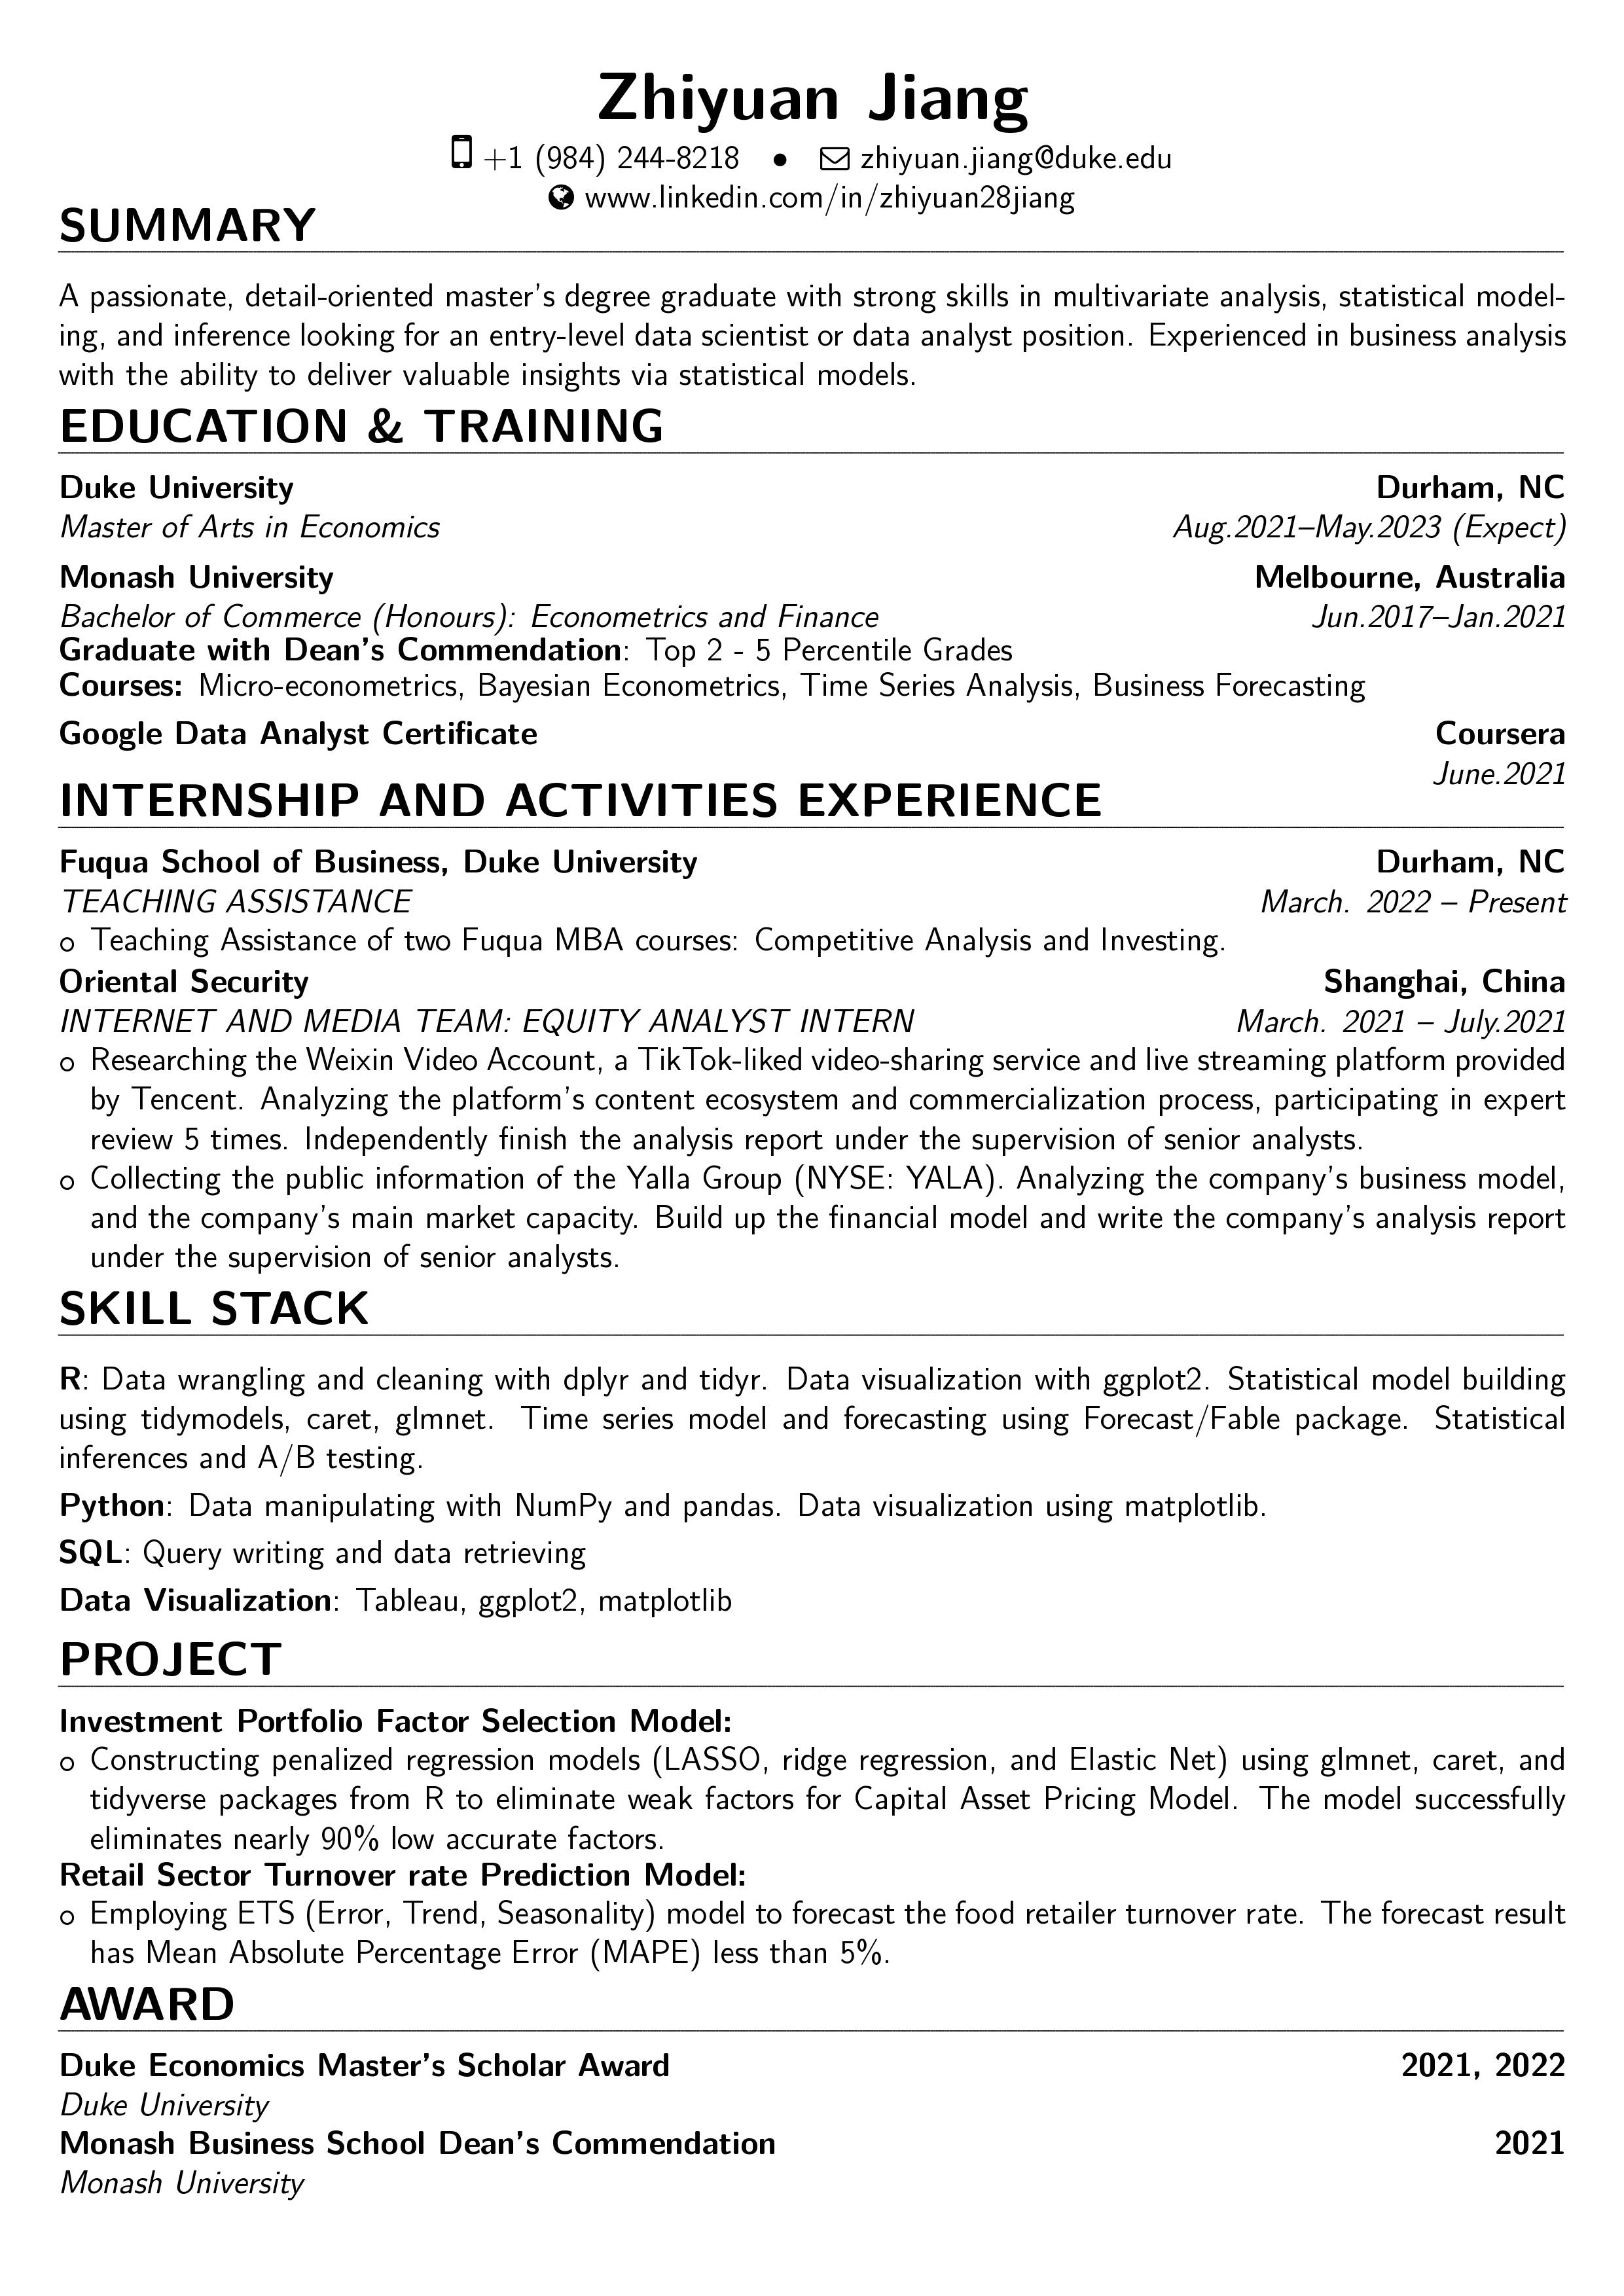 Zhiyuan Jiang
+1 (984) 244-8218 • zhiyuan.jiang@duke.edu
www.linkedin.com/in/zhiyuan28jiang
SUMMARY
A passionate, detail-oriented master's degree graduate with strong skills in multivariate analysis, statistical model-
ing, and inference looking for an entry-level data scientist or data analyst position. Experienced in business analysis
with the ability to deliver valuable insights via statistical models.
EDUCATION & TRAINING
Duke University Durham, NC
Master of Arts in Economics Aug.2021–May.2023 (Expect)
Monash University Melbourne, Australia
Bachelor of Commerce (Honours): Econometrics and Finance Jun.2017–Jan.2021
Graduate with Dean's Commendation: Top 2 - 5 Percentile Grades
Courses: Micro-econometrics, Bayesian Econometrics, Time Series Analysis, Business Forecasting
Google Data Analyst Certificate Coursera
June.2021
INTERNSHIP AND ACTIVITIES EXPERIENCE
Fuqua School of Business, Duke University Durham, NC
TEACHING ASSISTANCE March. 2022 – Present
o Teaching Assistance of two Fuqua MBA courses: Competitive Analysis and Investing.
Oriental Security Shanghai, China
INTERNET AND MEDIA TEAM: EQUITY ANALYST INTERN March. 2021 – July.2021
o Researching the Weixin Video Account, a TikTok-liked video-sharing service and live streaming platform provided
by Tencent. Analyzing the platform's content ecosystem and commercialization process, participating in expert
review 5 times. Independently finish the analysis report under the supervision of senior analysts.
o Collecting the public information of the Yalla Group (NYSE: YALA). Analyzing the company's business model,
and the company's main market capacity. Build up the financial model and write the company's analysis report
under the supervision of senior analysts.
SKILL STACK
R: Data wrangling and cleaning with dplyr and tidyr. Data visualization with ggplot2. Statistical model building
using tidymodels, caret, glmnet. Time series model and forecasting using Forecast/Fable package. Statistical
inferences and A/B testing.
Python: Data manipulating with NumPy and pandas. Data visualization using matplotlib.
SQL: Query writing and data retrieving
Data Visualization: Tableau, ggplot2, matplotlib
PROJECT
Investment Portfolio Factor Selection Model:
o Constructing penalized regression models (LASSO, ridge regression, and Elastic Net) using glmnet, caret, and
tidyverse packages from R to eliminate weak factors for Capital Asset Pricing Model. The model successfully
eliminates nearly 90% low accurate factors.
Retail Sector Turnover rate Prediction Model:
o Employing ETS (Error, Trend, Seasonality) model to forecast the food retailer turnover rate. The forecast result
has Mean Absolute Percentage Error (MAPE) less than 5%.
AWARD
Duke Economics Master's Scholar Award 2021, 2022
Duke University
Monash Business School Dean's Commendation 2021
Monash University